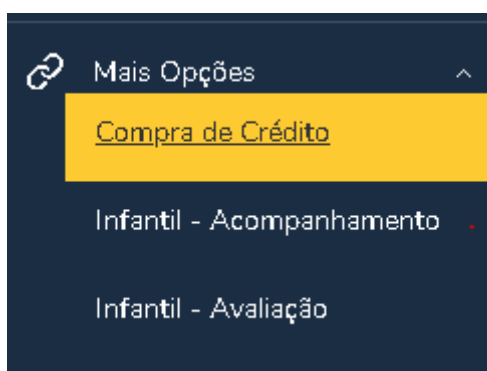 Mais Opções
Compra de Crédito
Infantil - Acompanhamento
Infantil - Avaliação